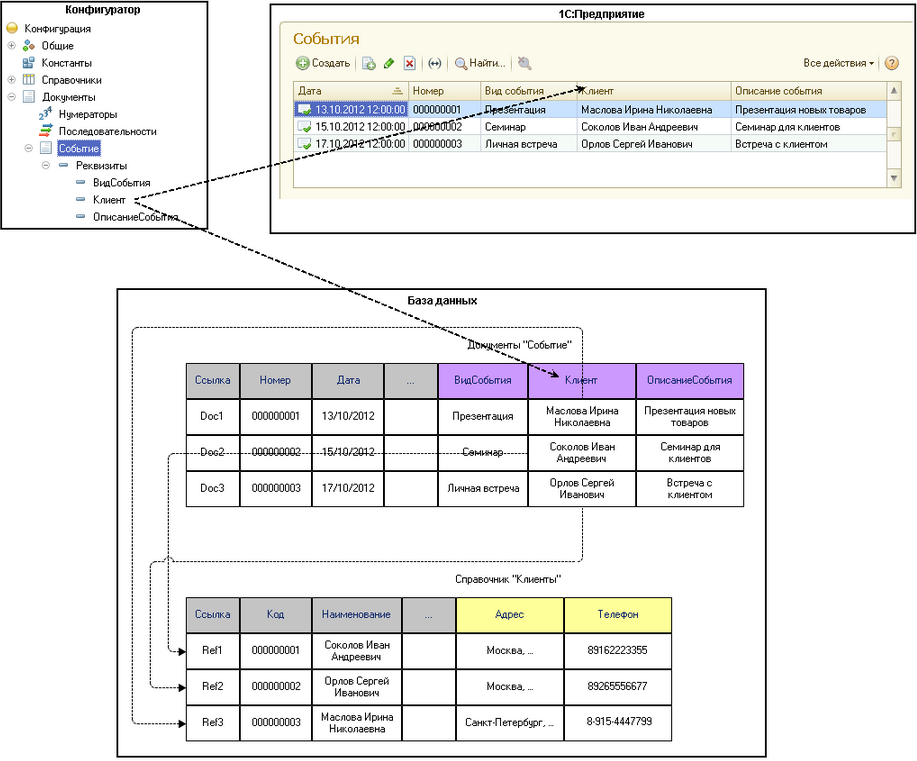 Конфигуратор
Конфигурация
Общие
Константы
Справочники
Документы
Нумераторы
Последовательности
Событие
Реквизиты
ВидСобытия
Клиент
ОписаниеСобытия
1С:Предприятие
События
Создать Найти... Все действия
Дата Номер Вид события Клиент Описание события
13.10.2012 12:00:00 000000001 Презентация Маслова Ирина Николаевна Презентация новых товаров
15.10.2012 12:00:00 000000002 Семинар Соколов Иван Андреевич Семинар для клиентов
17.10.2012 12:00:00 000000003 Личная встреча Орлов Сергей Иванович Встреча с клиентом
База данных
Документы "Событие"
Ссылка Номер Дата ... ВидСобытия Клиент ОписаниеСобытия
Doc1 000000001 13/10/2012 Презентация Маслова Ирина Николаевна Презентация новых товаров
Doc2 000000002 15/10/2012 Семинар Соколов Иван Андреевич Семинар для клиентов
Doc3 000000003 17/10/2012 Личная встреча Орлов Сергей Иванович Встреча с клиентом
Справочник "Клиенты"
Ссылка Код Наименование ... Адрес Телефон
Ref1 000000001 Соколов Иван Андреевич Москва, ... 89162223355
Ref2 000000002 Орлов Сергей Иванович Москва, ... 89265556677
Ref3 000000003 Маслова Ирина Николаевна Санкт-Петербург, ... 8-915-4447799